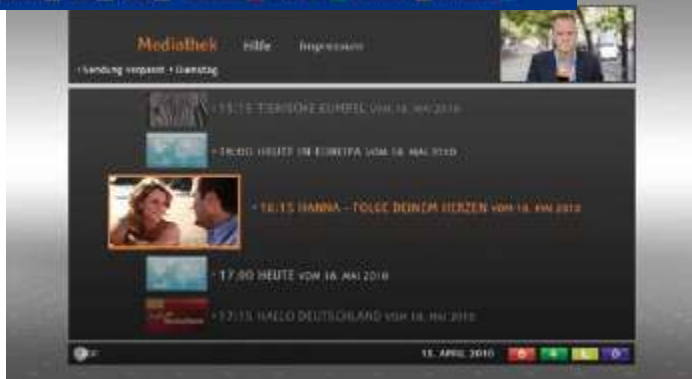 Mediathek Hilfe Impressum
Sendung verpasst • Dienstag
15:15 TIERISCHE KUMPEL VOM 18. MAI 2010
16:00 HEUTE IN EUROPA VOM 18. MAI 2010
16:15 HANNA - FOLGE DEINEM HERZEN VOM 18. MAI 2010
17:00 HEUTE VOM 18. MAI 2010
17:15 HALLO DEUTSCHLAND VOM 18. MAI 2010
15. APRIL 2010